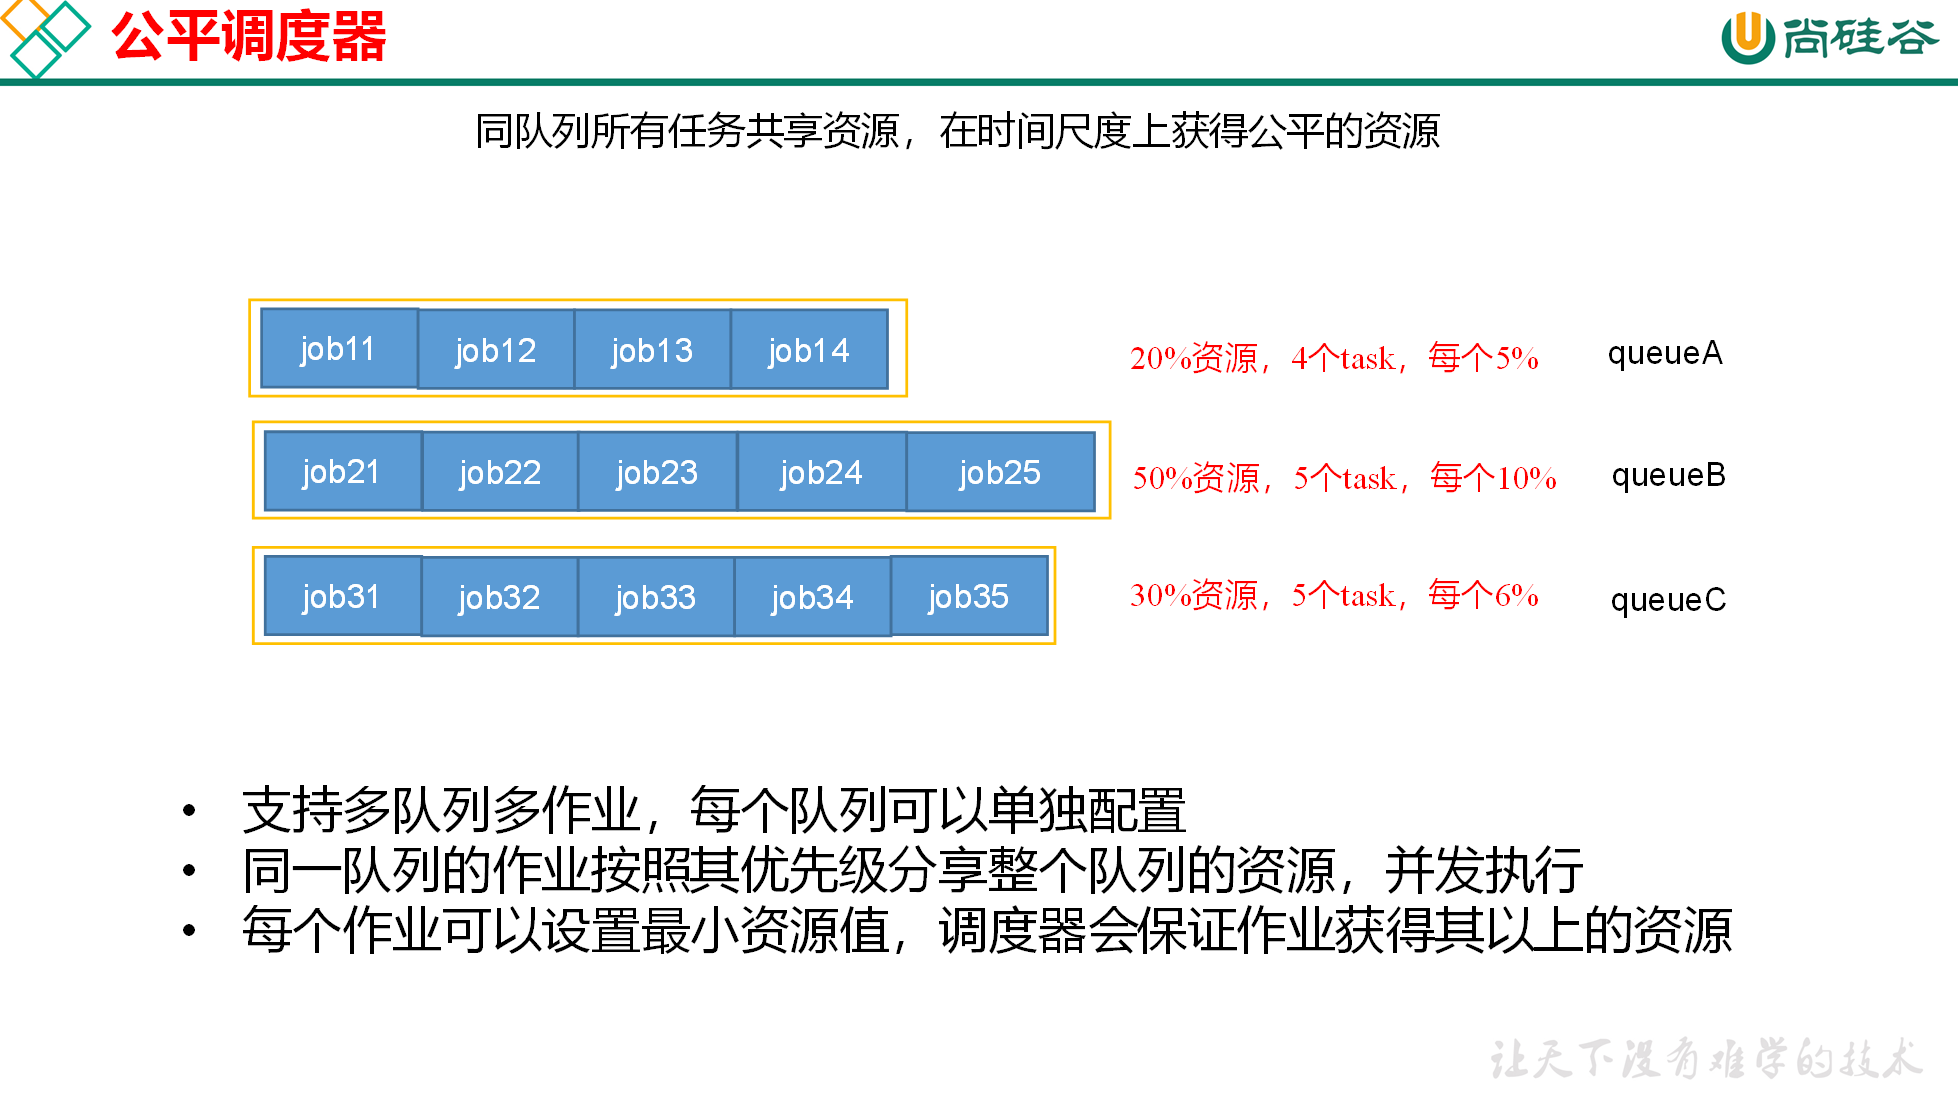 公平调度器
尚硅谷
同队列所有任务共享资源，在时间尺度上获得公平的资源
job11 job12 job13 job14 20%资源，4个task，每个5% queueA
job21 job22 job23 job24 job25 50%资源，5个task，每个10% queueB
job31 job32 job33 job34 job35 30%资源，5个task，每个6% queueC
• 支持多队列多作业，每个队列可以单独配置
• 同一队列的作业按照其优先级分享整个队列的资源，并发执行
• 每个作业可以设置最小资源值，调度器会保证作业获得其以上的资源
让天下没有难学的技术